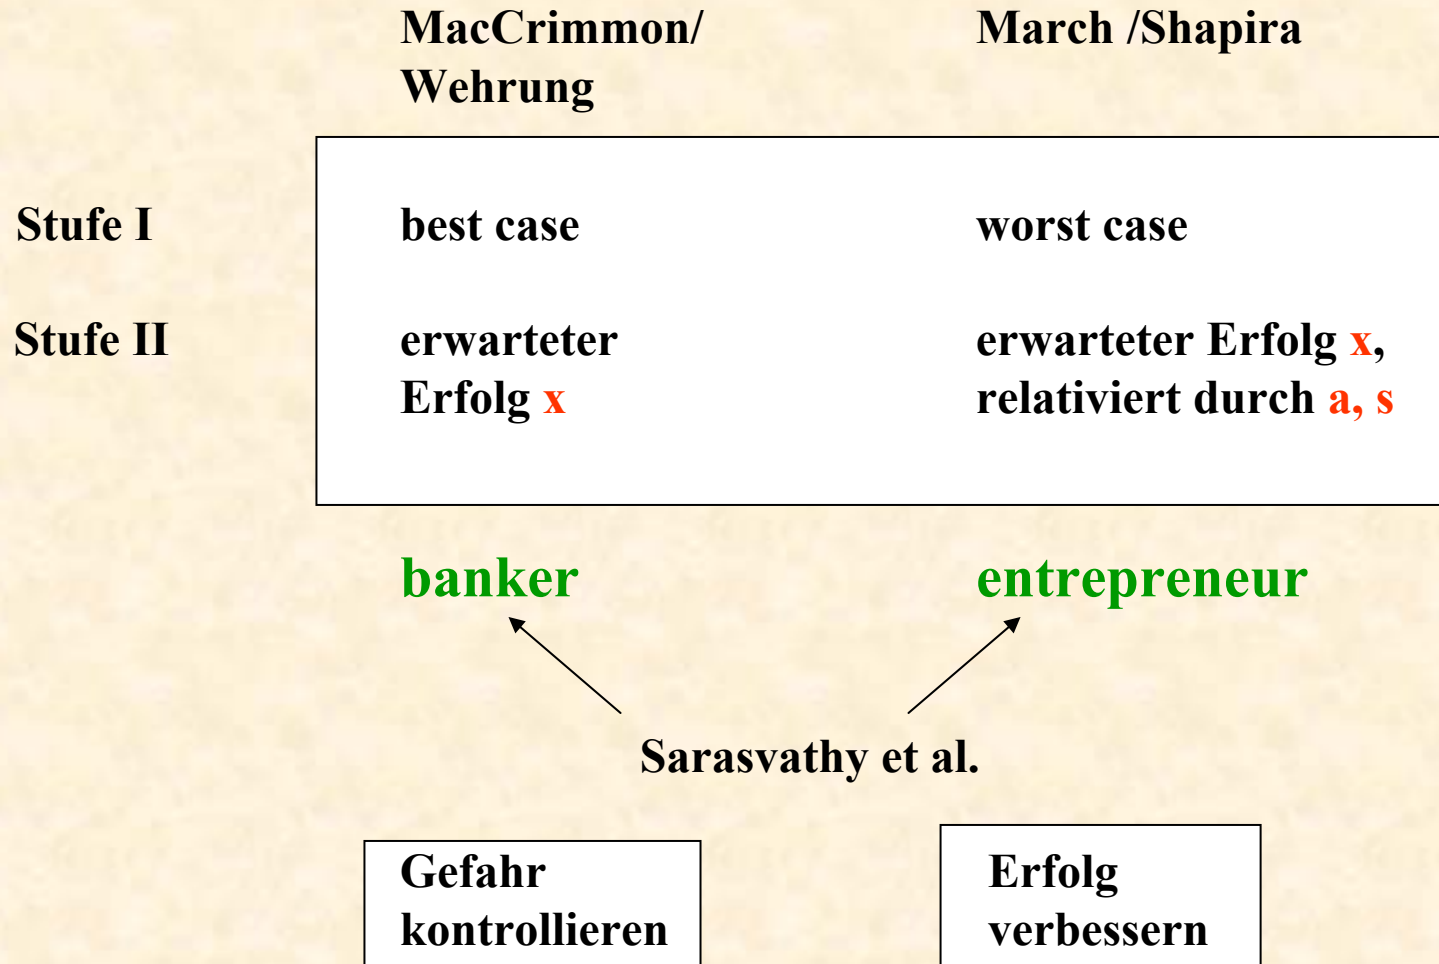 MacCrimmon/ March /Shapira
Wehrung
Stufe I best case worst case
Stufe II erwarteter erwarteter Erfolg x,
Erfolg x relativiert durch a, s
banker entrepreneur
Sarasvathy et al.
Gefahr Erfolg
kontrollieren verbessern